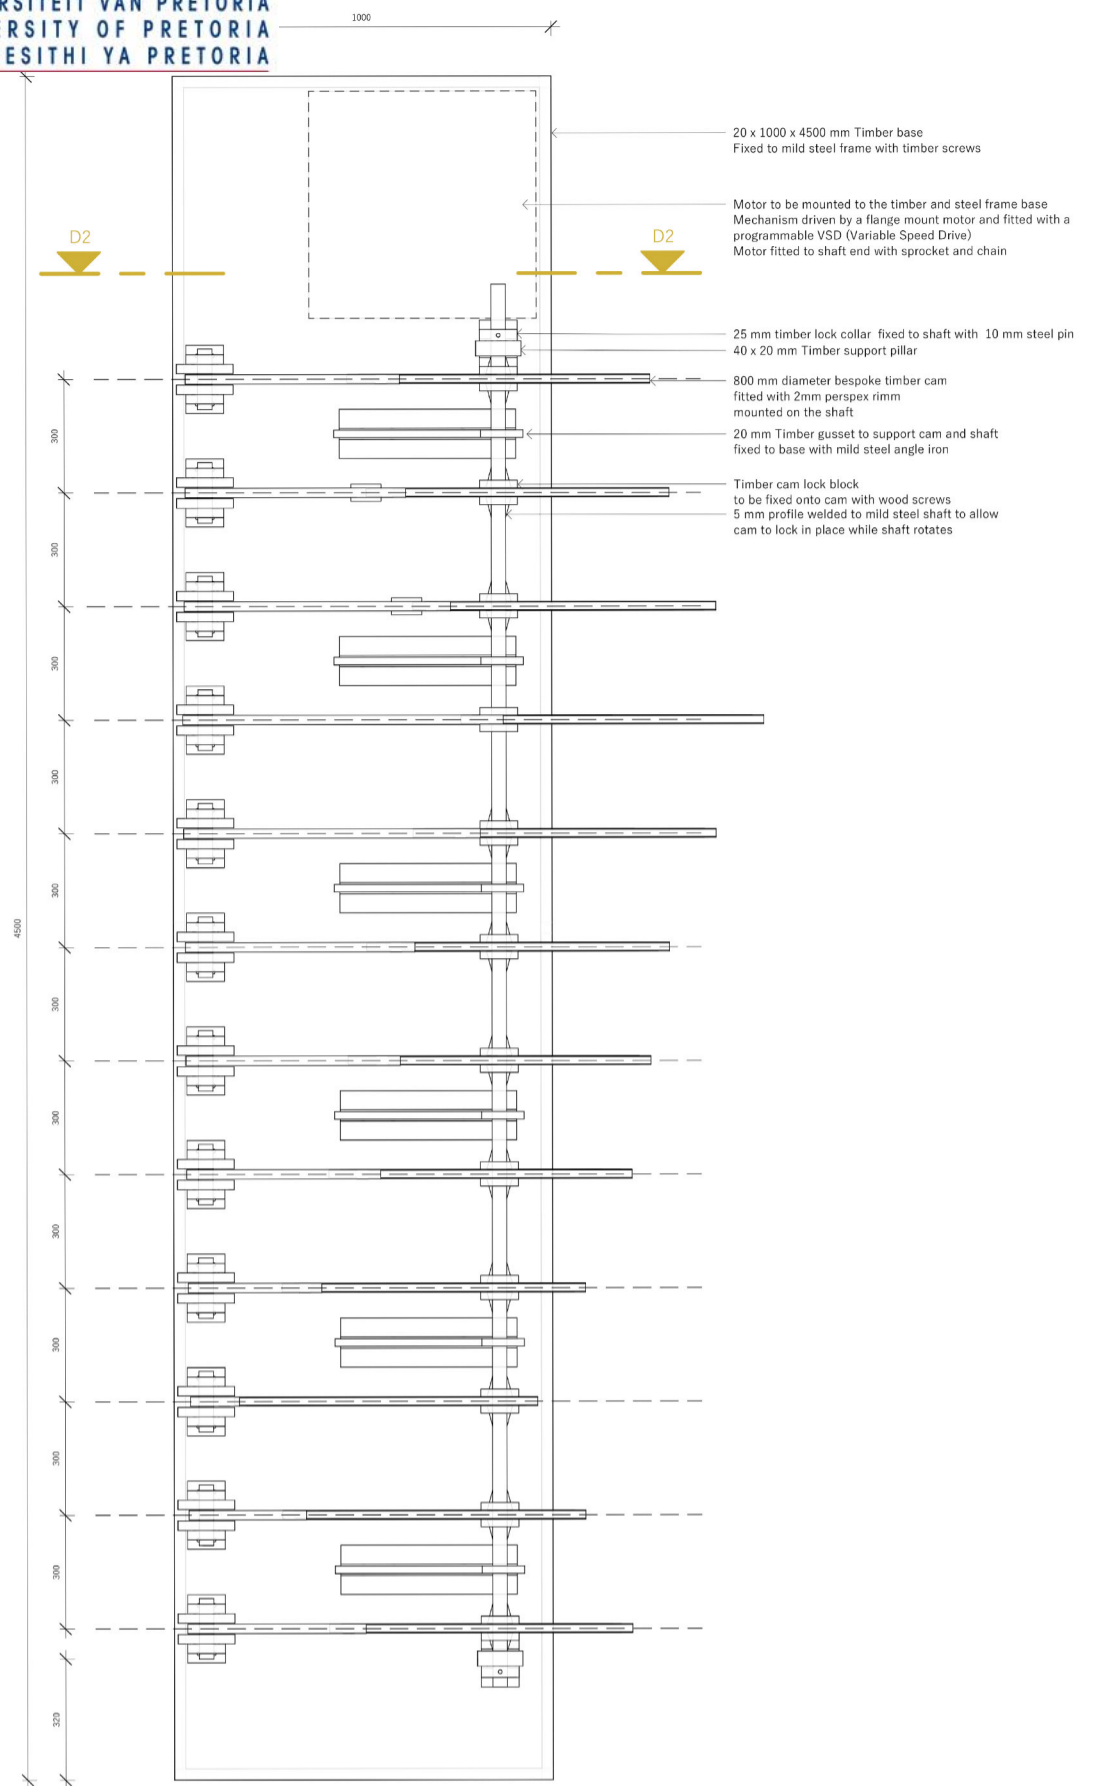 UNIVERSITY OF PRETORIA
YA PRETORIA
1000
20 x 1000 x 4500 mm Timber base
Fixed to mild steel frame with timber screws
Motor to be mounted to the timber and steel frame base
Mechanism driven by a flange mount motor and fitted with a
programmable VSD (Variable Speed Drive)
Motor fitted to shaft end with sprocket and chain
D2
D2
25 mm timber lock collar fixed to shaft with 10 mm steel pin
40 x 20 mm Timber support pillar
800 mm diameter bespoke timber cam
fitted with 2mm perspex rimm
mounted on the shaft
20 mm Timber gusset to support cam and shaft
fixed to base with mild steel angle iron
Timber cam lock block
to be fixed onto cam with wood screws
5 mm profile welded to mild steel shaft to allow
cam to lock in place while shaft rotates
300
300
300
300
300
4500
300
300
300
300
300
300
320